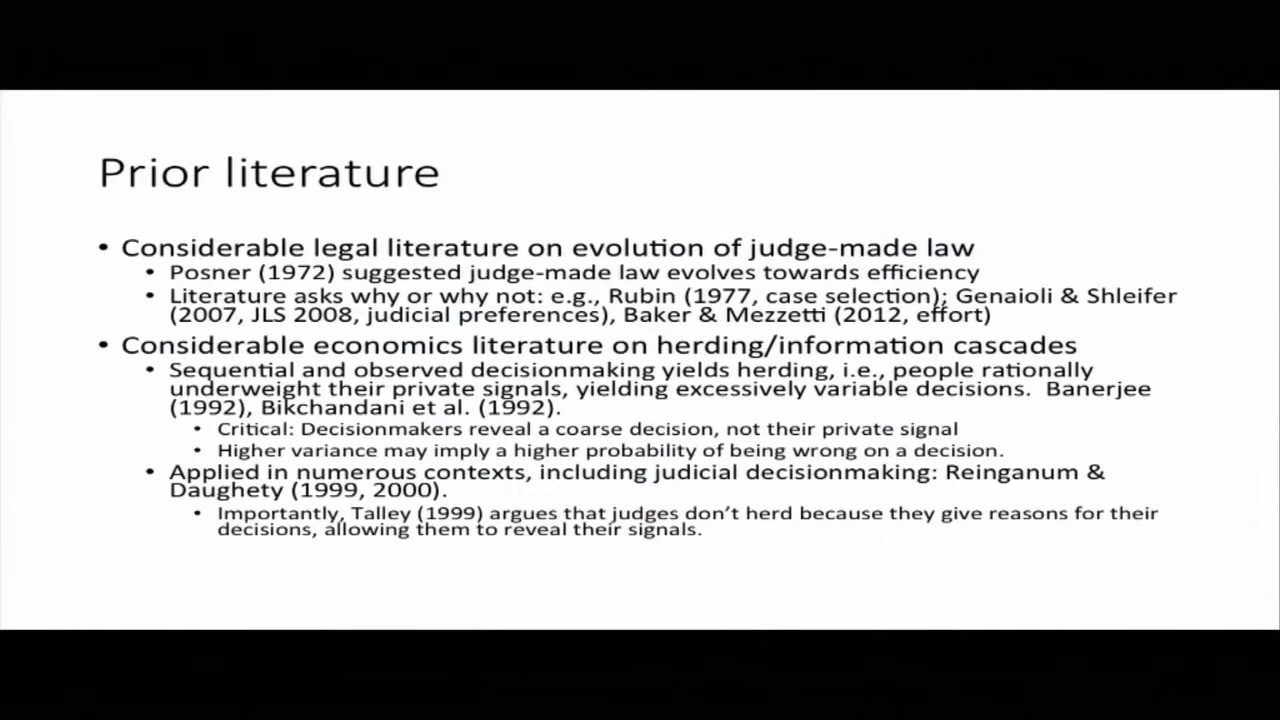 Prior literature
• Considerable legal literature on evolution of judge-made law
• Posner (1972) suggested judge-made law evolves towards efficiency
• Literature asks why or why not: e.g., Rubin (1977, case selection); Genaioli & Shleifer
(2007, JLS 2008, judicial preferences), Baker & Mezzetti (2012, effort)
• Considerable economics literature on herding/information cascades
• Sequential and observed decisionmaking yields herding, i.e., people rationally
underweight their private signals, yielding excessively variable decisions. Banerjee
(1992), Bikchandani et al. (1992).
• Critical: Decisionmakers reveal a coarse decision, not their private signal
• Higher variance may imply a higher probability of being wrong on a decision.
• Applied in numerous contexts, including judicial decisionmaking: Reinganum &
Daughety (1999, 2000).
• Importantly, Talley (1999) argues that judges don't herd because they give reasons for their
decisions, allowing them to reveal their signals.